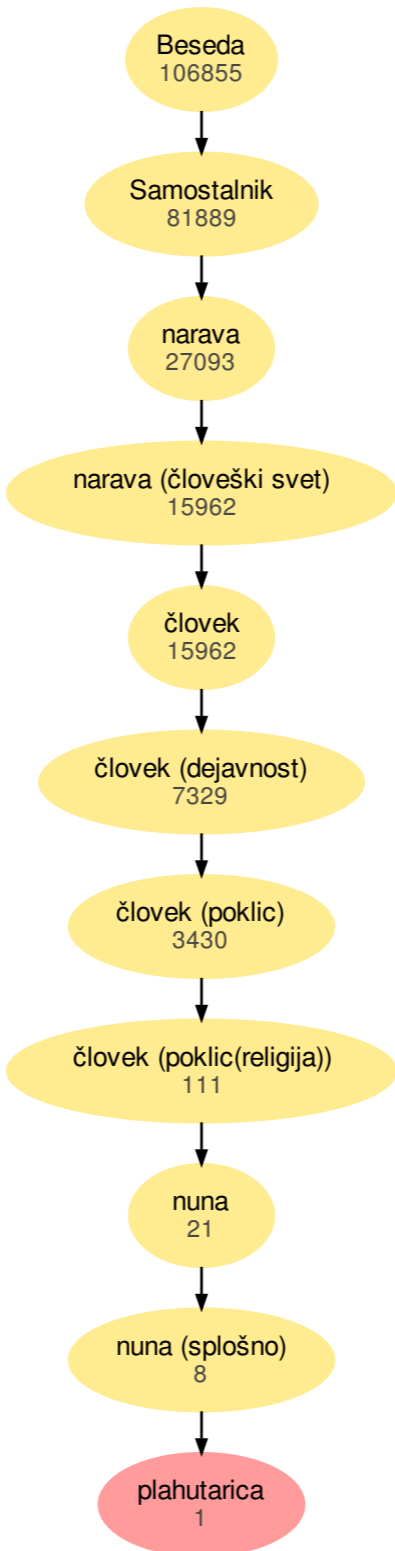 Beseda
106855
Samostalnik
81889
narava
27093
narava (človeški svet)
15962
človek
15962
človek (dejavnost)
7329
človek (poklic)
3430
človek (poklic(religija))
111
nuna
21
nuna (splošno)
8
plahutarica
1